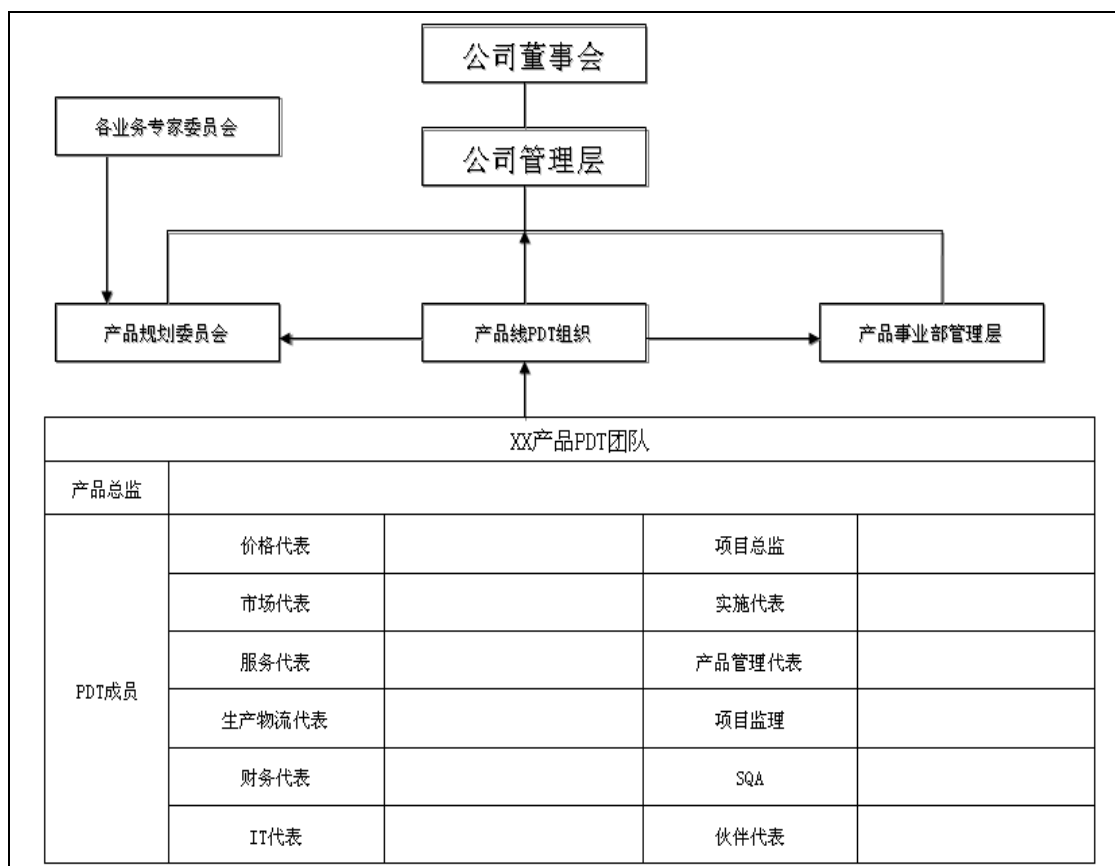 公司董事会
各业务专家委员会
公司管理层
产品规划委员会
产品线PDT组织
产品事业部管理层
XX产品PDT团队
产品总监
PDT成员
价格代表 项目总监
市场代表 实施代表
服务代表 产品管理代表
生产物流代表 项目监理
财务代表 SQA
IT代表 伙伴代表